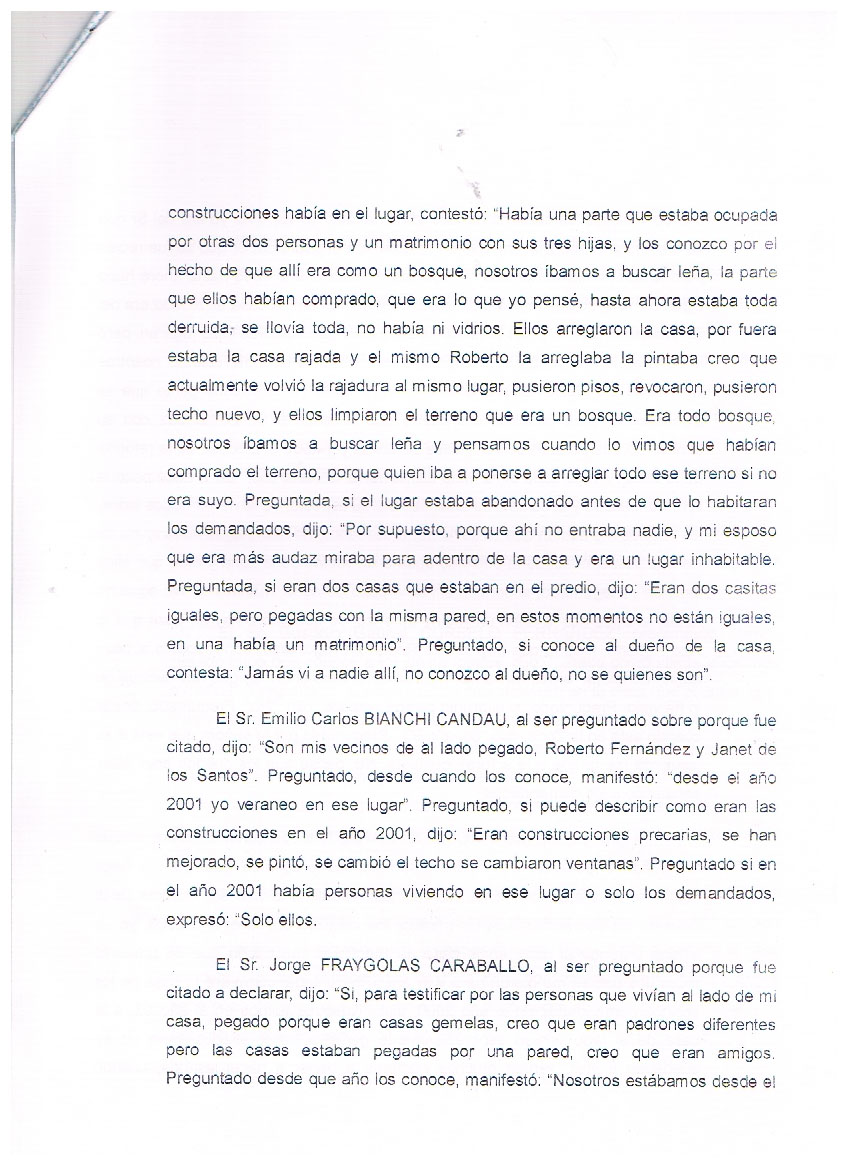 construcciones había en el lugar, contestó: “Había una parte que estaba ocupada
por otras dos personas y un matrimonio con sus tres hijas, y los conozco por el
hecho de que allí era como un bosque, nosotros íbamos a buscar leña, la parte
que ellos habían comprado, que era lo que yo pensé, hasta ahora estaba toda
derruida, se llovía toda, no había ni vidrios. Ellos arreglaron la casa, por fuera
estaba la casa rajada y el mismo Roberto la arreglaba la pintaba creo que
actualmente volvió la rajadura al mismo lugar, pusieron pisos, revocaron, pusieron
techo nuevo, y ellos limpiaron el terreno que era un bosque. Era todo bosque,
nosotros íbamos a buscar leña y pensamos cuando lo vimos que habían
comprado el terreno, porque quien iba a ponerse a arreglar todo ese terreno si no
era suyo. Preguntada, si el lugar estaba abandonado antes de que lo habitaran
los demandados, dijo: “Por supuesto, porque ahí no entraba nadie, y mi esposo
que era más audaz miraba para adentro de la casa y era un lugar inhabitable.
Preguntada, si eran dos casas que estaban en el predio, dijo: “Eran dos casitas
iguales, pero pegadas con la misma pared, en estos momentos no están iguales,
en una había un matrimonio”. Preguntado, si conoce al dueño de la casa,
contesta: “Jamás vi a nadie allí, no conozco al dueño, no se quienes son”.
El Sr. Emilio Carlos BIANCHI CANDAU, al ser preguntado sobre porque fue
citado, dijo: “Son mis vecinos de al lado pegado, Roberto Fernández y Janet de
los Santos”. Preguntado, desde cuando los conoce, manifestó: “desde el año
2001 yo veraneo en ese lugar”. Preguntado, si puede describir como eran las
construcciones en el año 2001, dijo: “Eran construcciones precarias, se han
mejorado, se pintó, se cambió el techo se cambiaron ventanas”. Preguntado si en
el año 2001 había personas viviendo en ese lugar o solo los demandados,
expresó: “Solo ellos.
El Sr. Jorge FRAYGOLAS CARABALLO, al ser preguntado porque fue
citado a declarar, dijo: “Si, para testificar por las personas que vivían al lado de mi
casa, pegado porque eran casas gemelas, creo que eran padrones diferentes
pero las casas estaban pegadas por una pared, creo que eran amigos.
Preguntado desde que año los conoce, manifestó: “Nosotros estábamos desde el